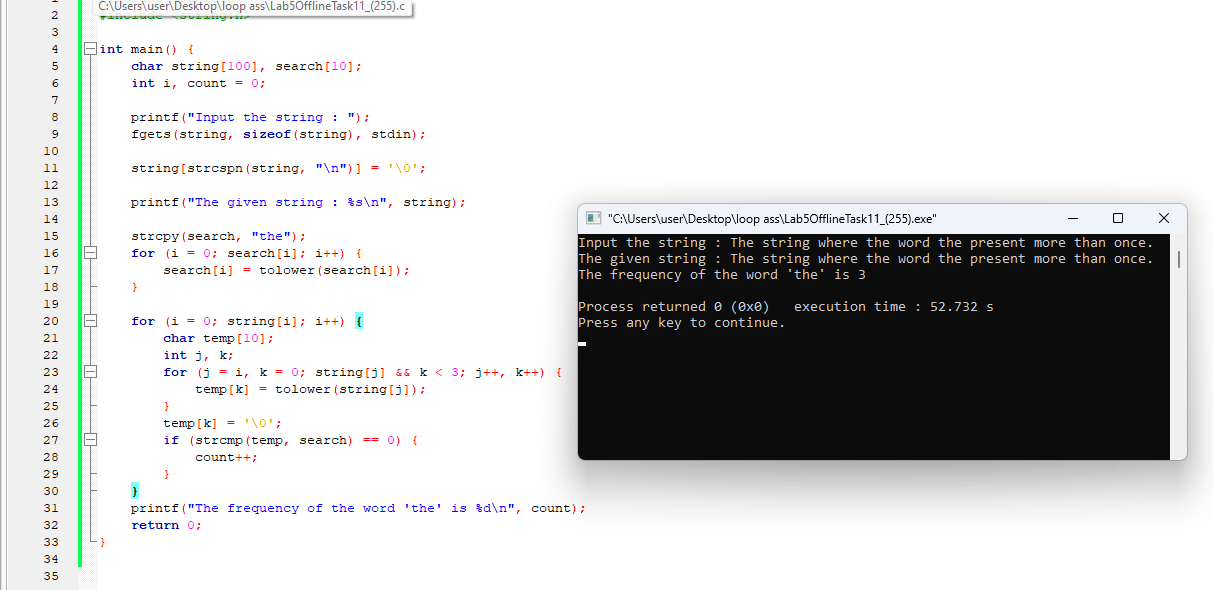 1
C:\Users\user\Desktop\loop ass\Lab5OfflineTask11_(255).c
2 #include <string.h>
3
4 int main() {
5 char string[100], search[10];
6 int i, count = 0;
7
8 printf("Input the string : ");
9 fgets(string, sizeof(string), stdin);
10
11 string[strcspn(string, "\n")] = '\0';
12
13 printf("The given string : %s\n", string);
14
15 strcpy(search, "the");
16 for (i = 0; search[i]; i++) {
17 search[i] = tolower(search[i]);
18 }
19
20 for (i = 0; string[i]; i++) {
21 char temp[10];
22 int j, k;
23 for (j = i, k = 0; string[j] && k < 3; j++, k++) {
24 temp[k] = tolower(string[j]);
25 }
26 temp[k] = '\0';
27 if (strcmp(temp, search) == 0) {
28 count++;
29 }
30 }
31 printf("The frequency of the word 'the' is %d\n", count);
32 return 0;
33 }
34
35
"C:\Users\user\Desktop\loop ass\Lab5OfflineTask11_(255).exe"
Input the string : The string where the word the present more than once.
The given string : The string where the word the present more than once.
The frequency of the word 'the' is 3
Process returned 0 (0x0) execution time : 52.732 s
Press any key to continue.